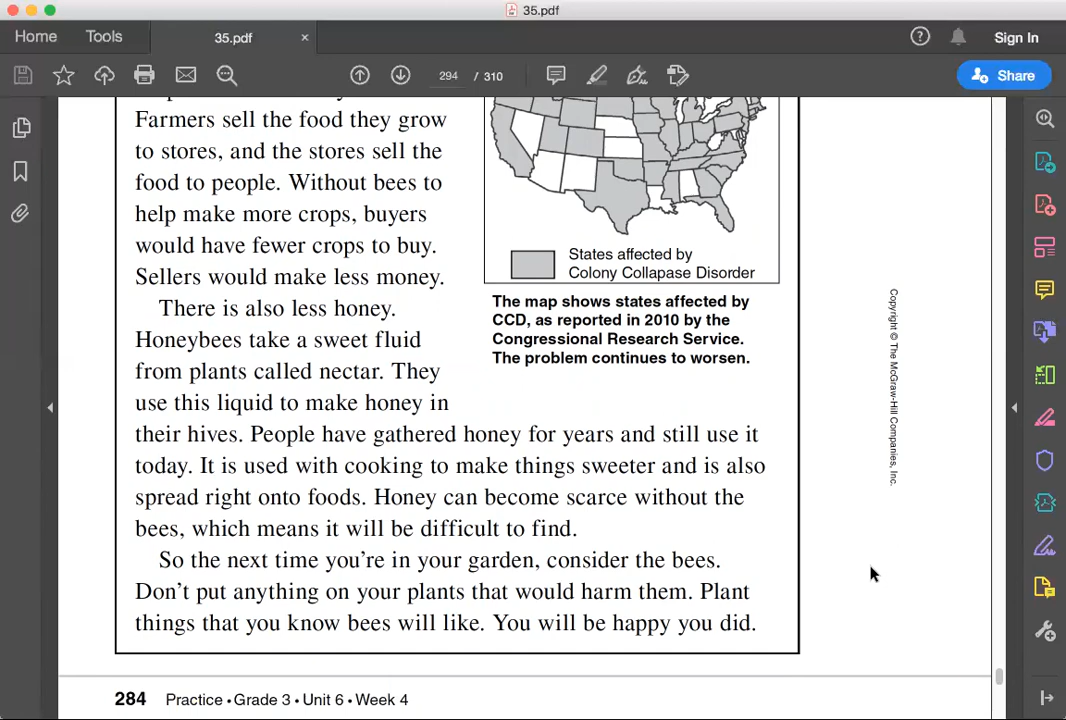 35.pdf
Home
Tools
35.pdf
×
Sign In
294 / 310
Share
Farmers sell the food they grow
to stores, and the stores sell the
food to people. Without bees to
help make more crops, buyers
would have fewer crops to buy.
Sellers would make less money.
There is also less honey.
Honeybees take a sweet fluid
from plants called nectar. They
use this liquid to make honey in
their hives. People have gathered honey for years and still use it
today. It is used with cooking to make things sweeter and is also
spread right onto foods. Honey can become scarce without the
bees, which means it will be difficult to find.
So the next time you’re in your garden, consider the bees.
Don’t put anything on your plants that would harm them. Plant
things that you know bees will like. You will be happy you did.
States affected by
Colony Collapase Disorder
The map shows states affected by
CCD, as reported in 2010 by the
Congressional Research Service.
The problem continues to worsen.
Copyright © The McGraw-Hill Companies, Inc.
284 Practice • Grade 3 • Unit 6 • Week 4